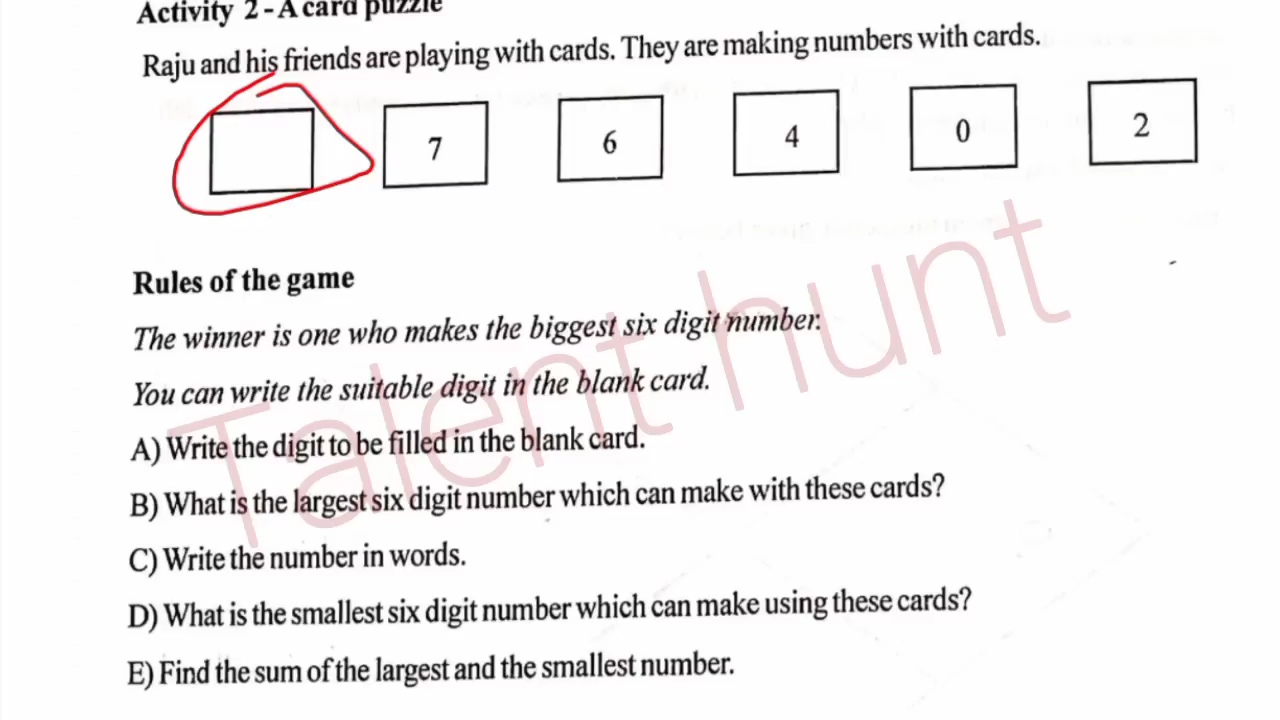 Activity 2 - A card puzzle
Raju and his friends are playing with cards. They are making numbers with cards.
7 6 4 0 2
Rules of the game
The winner is one who makes the biggest six digit number.
You can write the suitable digit in the blank card.
A) Write the digit to be filled in the blank card.
B) What is the largest six digit number which can make with these cards?
C) Write the number in words.
D) What is the smallest six digit number which can make using these cards?
E) Find the sum of the largest and the smallest number.
Talent hunt